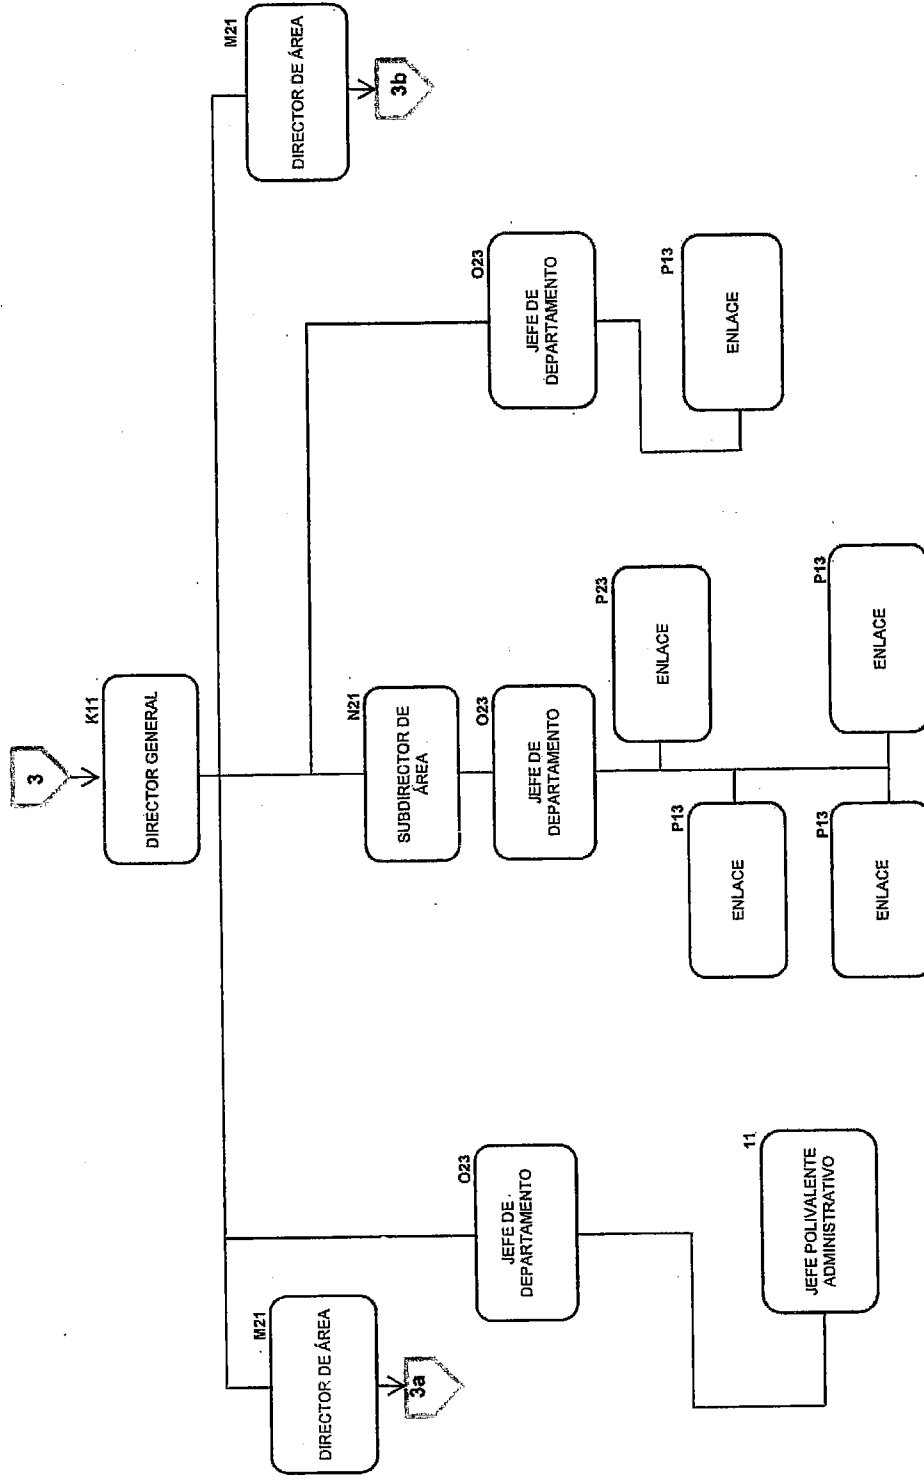 3
K11
DIRECTOR GENERAL
M21
DIRECTOR DE ÁREA
3a
M21
DIRECTOR DE ÁREA
3b
O23
JEFE DE
DEPARTAMENTO
11
JEFE POLIVALENTE
ADMINISTRATIVO
N21
SUBDIRECTOR DE
ÁREA
O23
JEFE DE
DEPARTAMENTO
P23
ENLACE
P13
ENLACE
P13
ENLACE
P13
ENLACE
O23
JEFE DE
DEPARTAMENTO
P13
ENLACE